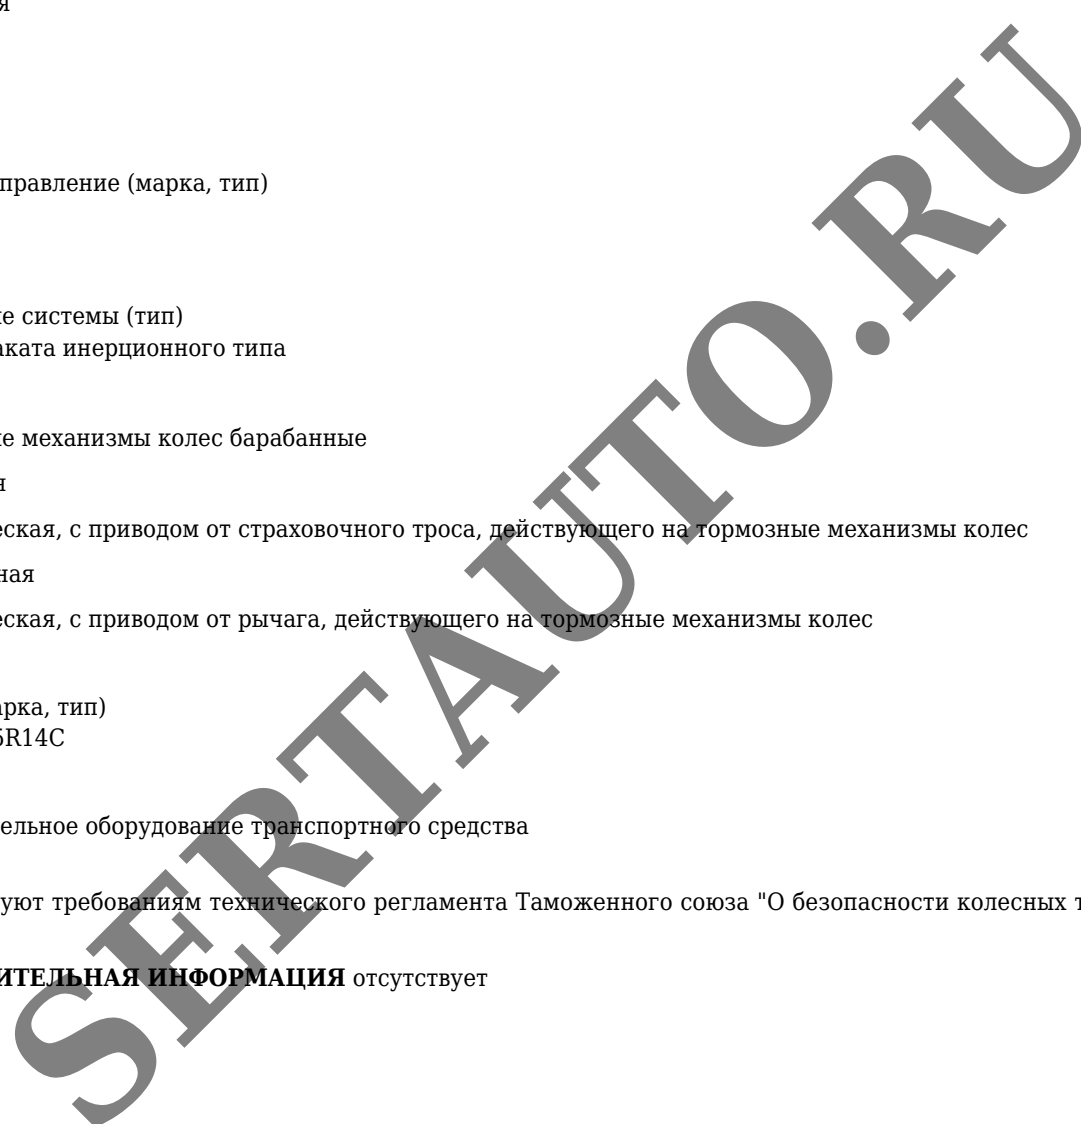 я
правление (марка, тип)
е системы (тип)
аката инерционного типа
е механизмы колес барабанные
я
еская, с приводом от страховочного троса, действующего на тормозные механизмы колес
ная
еская, с приводом от рычага, действующего на тормозные механизмы колес
арка, тип)
5R14C
ельное оборудование транспортного средства
уют требованиям технического регламента Таможенного союза "О безопасности колесных т
ИТЕЛЬНАЯ ИНФОРМАЦИЯ отсутствует
SERTAUTO.RU